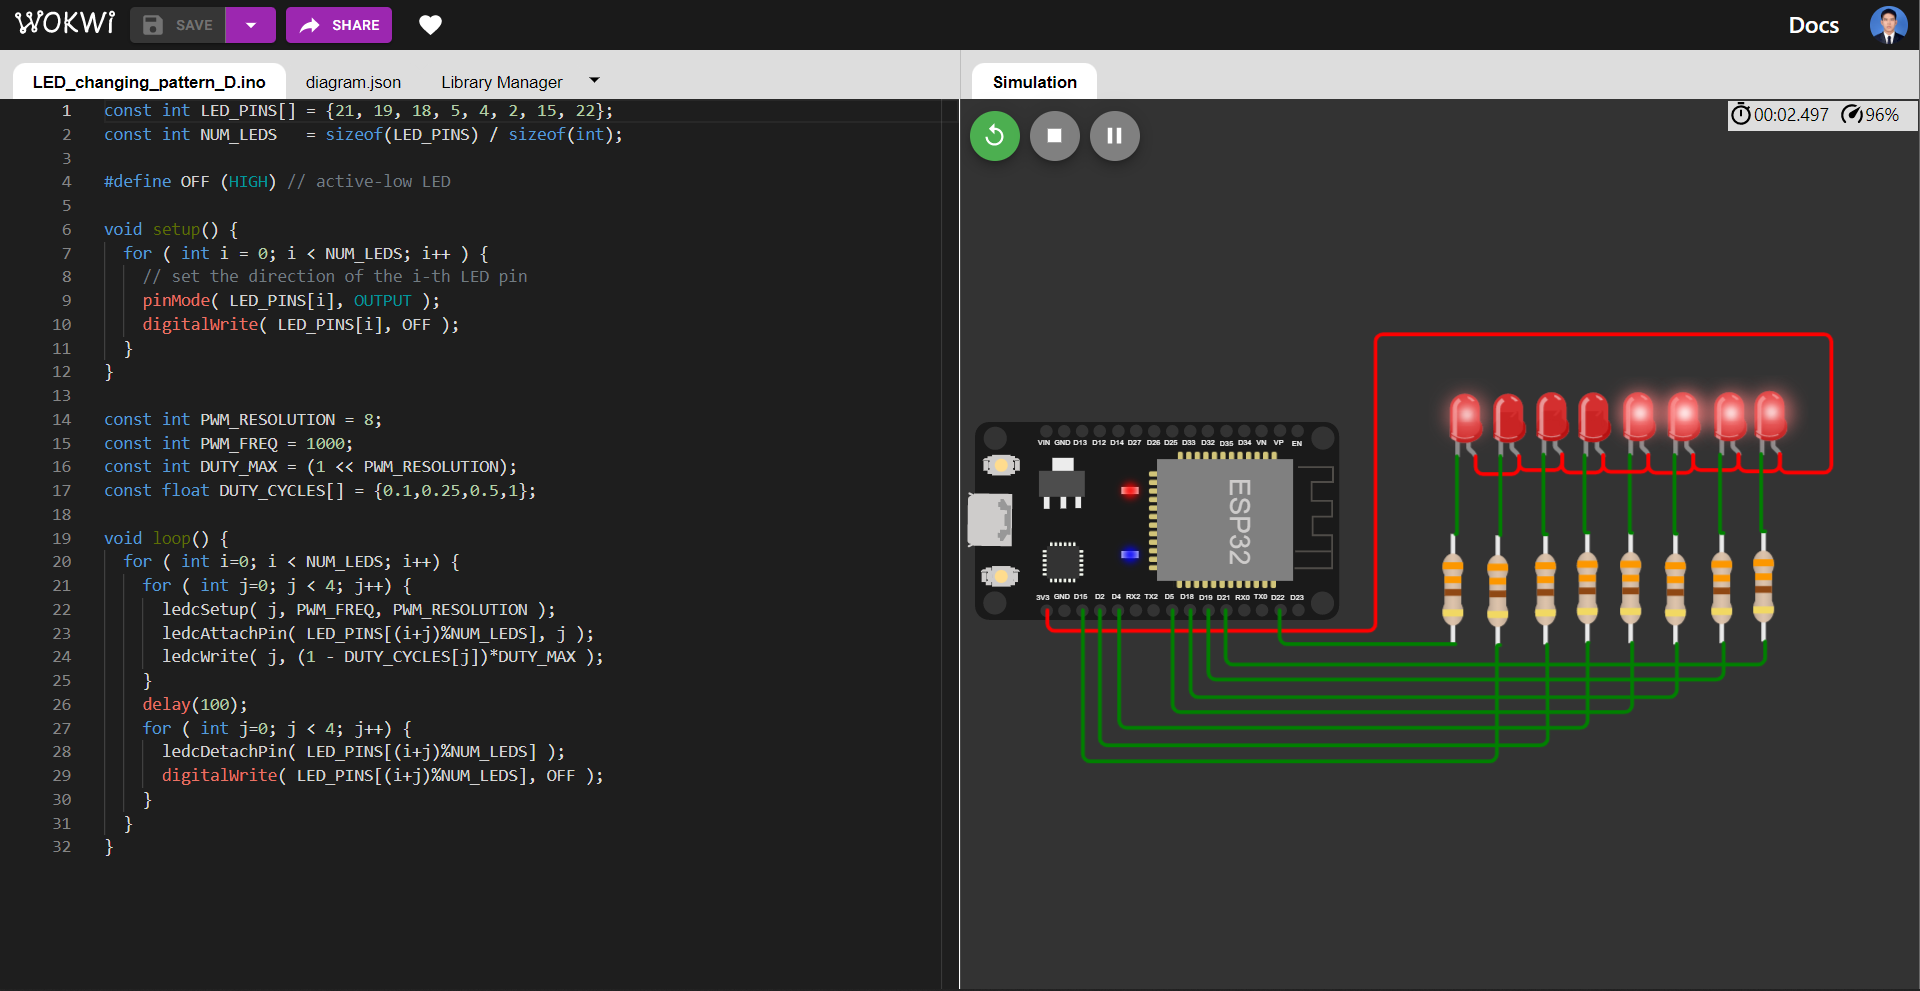 WOKWi
SAVE
SHARE
Docs
LED_changing_pattern_D.ino
diagram.json
Library Manager
Simulation
1 const int LED_PINS[] = {21, 19, 18, 5, 4, 2, 15, 22};
2 const int NUM_LEDS   = sizeof(LED_PINS) / sizeof(int);
3
4 #define OFF (HIGH) // active-low LED
5
6 void setup() {
7   for ( int i = 0; i < NUM_LEDS; i++ ) {
8     // set the direction of the i-th LED pin
9     pinMode( LED_PINS[i], OUTPUT );
10     digitalWrite( LED_PINS[i], OFF );
11   }
12 }
13
14 const int PWM_RESOLUTION = 8;
15 const int PWM_FREQ = 1000;
16 const int DUTY_MAX = (1 << PWM_RESOLUTION);
17 const float DUTY_CYCLES[] = {0.1,0.25,0.5,1};
18
19 void loop() {
20   for ( int i=0; i < NUM_LEDS; i++) {
21     for ( int j=0; j < 4; j++) {
22       ledcSetup( j, PWM_FREQ, PWM_RESOLUTION );
23       ledcAttachPin( LED_PINS[(i+j)%NUM_LEDS], j );
24       ledcWrite( j, (1 - DUTY_CYCLES[j])*DUTY_MAX );
25     }
26     delay(100);
27     for ( int j=0; j < 4; j++) {
28       ledcDetachPin( LED_PINS[(i+j)%NUM_LEDS] );
29       digitalWrite( LED_PINS[(i+j)%NUM_LEDS], OFF );
30     }
31   }
32 }
00:02.497 96%
VIN GND D13 D12 D14 D27 D26 D25 D33 D32 D35 D34 VN VP EN
ESP32
3V3 GND D15 D2 D4 RX2 TX2 D5 D18 D19 D21 RX0 TX0 D22 D23